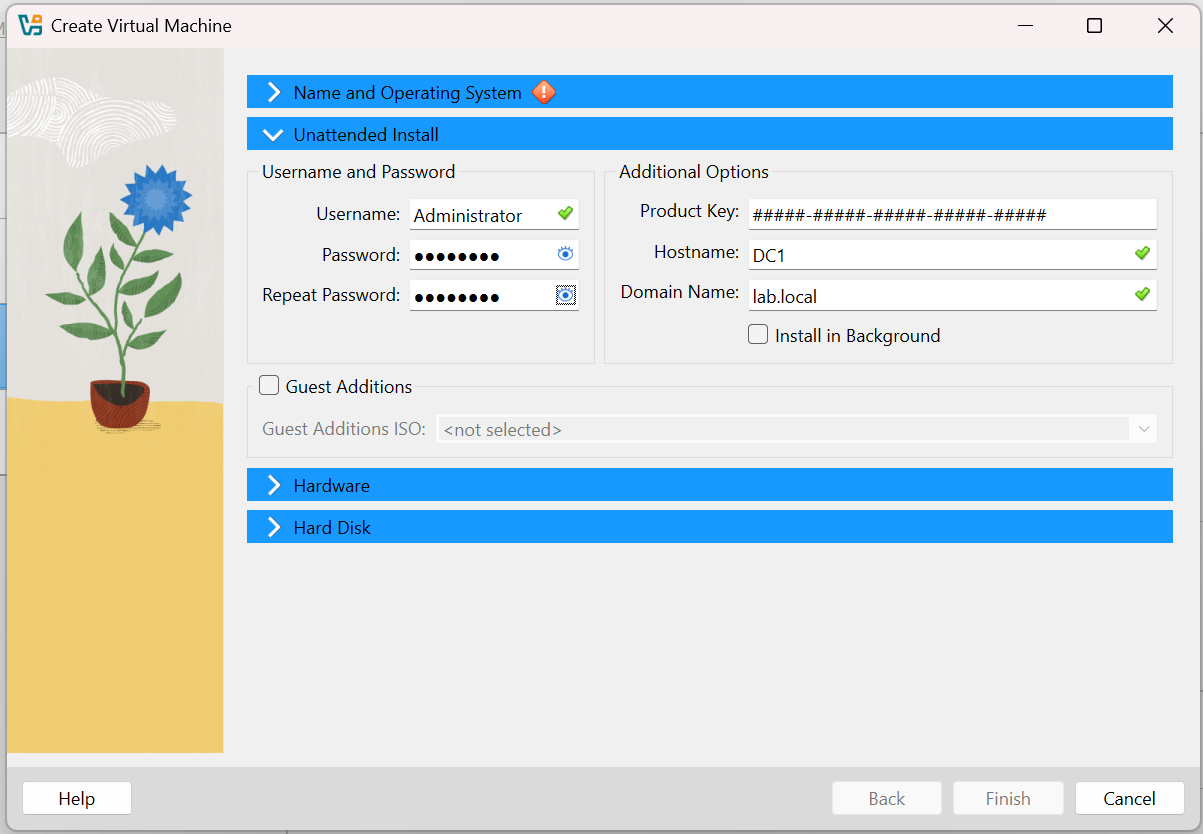 Create Virtual Machine
Name and Operating System
Unattended Install
Username and Password
Username: Administrator
Password: ●●●●●●●●
Repeat Password: ●●●●●●●●
Additional Options
Product Key: #####-#####-#####-#####-#####
Hostname: DC1
Domain Name: lab.local
Install in Background
Guest Additions
Guest Additions ISO: <not selected>
Hardware
Hard Disk
Help
Back
Finish
Cancel